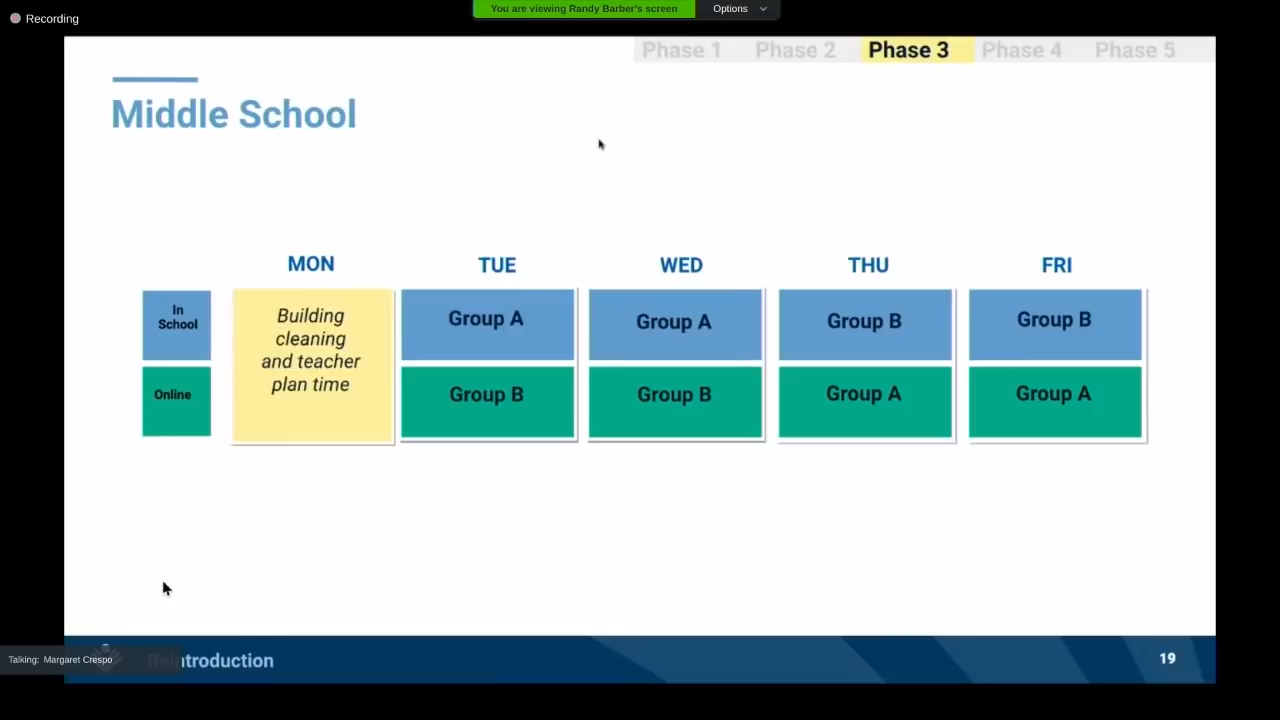 Recording
You are viewing Randy Barber's screen
Options
Phase 1 Phase 2 Phase 3 Phase 4 Phase 5
Middle School
MON TUE WED THU FRI
In
School
Building
cleaning
and teacher
plan time
Group A Group A Group B Group B
Online
Group B Group B Group A Group A
Talking: Margaret Crespo
Reintroduction
19